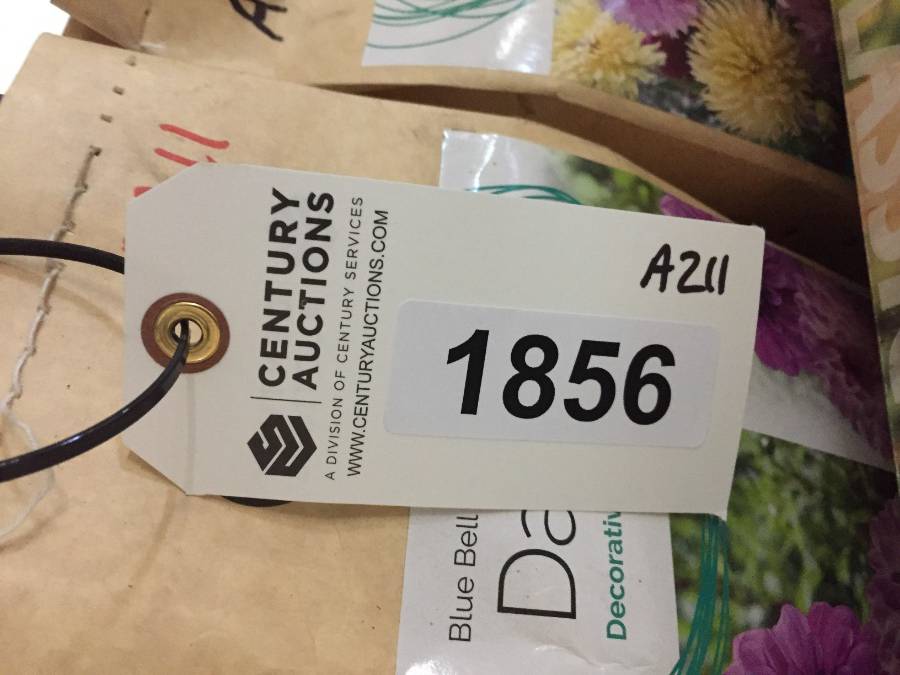 CENTURY
AUCTIONS
A DIVISION OF CENTURY SERVICES
WWW.CENTURYAUCTIONS.COM
A211
1856
Blue Bell
Da
Decorativ